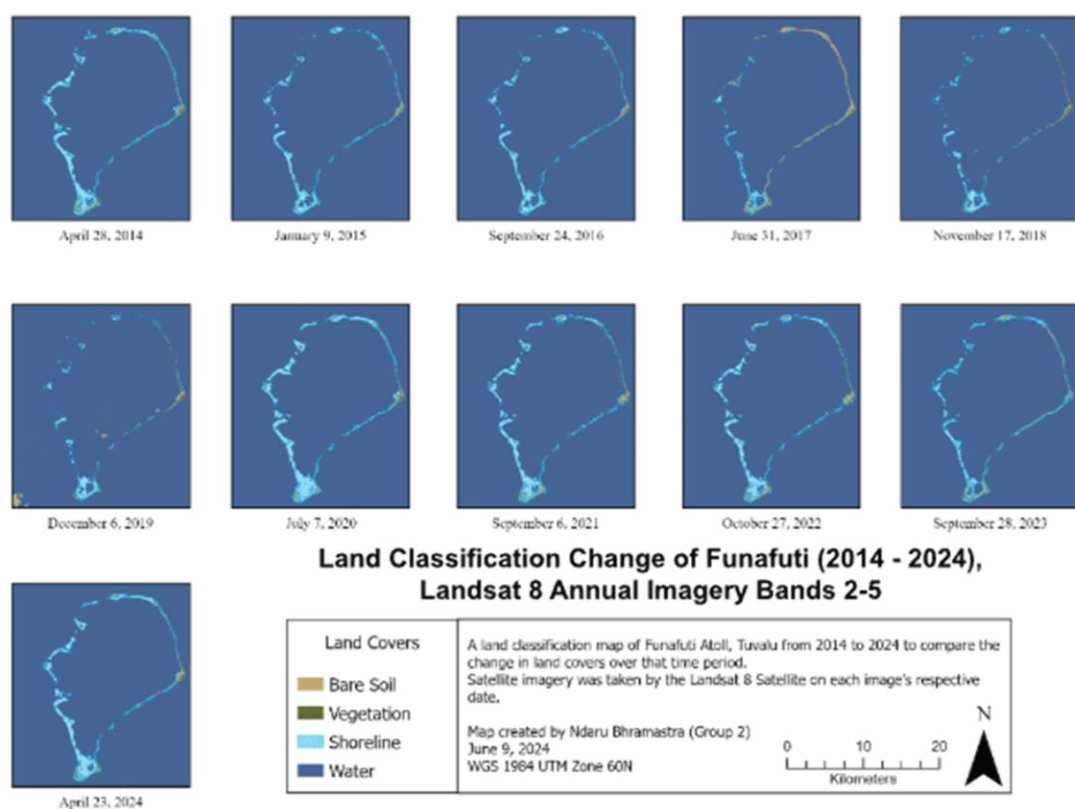 April 28, 2014
January 9, 2015
September 24, 2016
June 31, 2017
November 17, 2018
December 6, 2019
July 7, 2020
September 6, 2021
October 27, 2022
September 28, 2023
April 23, 2024
Land Classification Change of Funafuti (2014 - 2024),
Landsat 8 Annual Imagery Bands 2-5
Land Covers
Bare Soil
Vegetation
Shoreline
Water
A land classification map of Funafuti Atoll, Tuvalu from 2014 to 2024 to compare the
change in land covers over that time period.
Satellite imagery was taken by the Landsat 8 Satellite on each image's respective
date.
Map created by Ndaru Bhramastra (Group 2)
June 9, 2024
WGS 1984 UTM Zone 60N
0 10 20
Kilometers
N